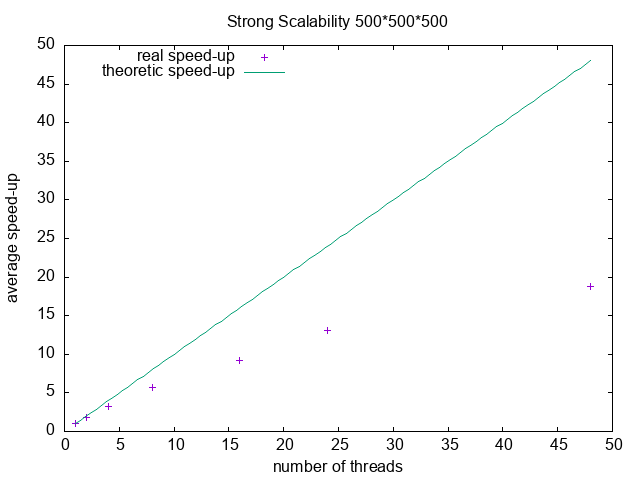 Strong Scalability 500*500*500
real speed-up
theoretic speed-up
50
45
40
35
30
25
20
15
10
5
0
average speed-up
0 5 10 15 20 25 30 35 40 45 50
number of threads